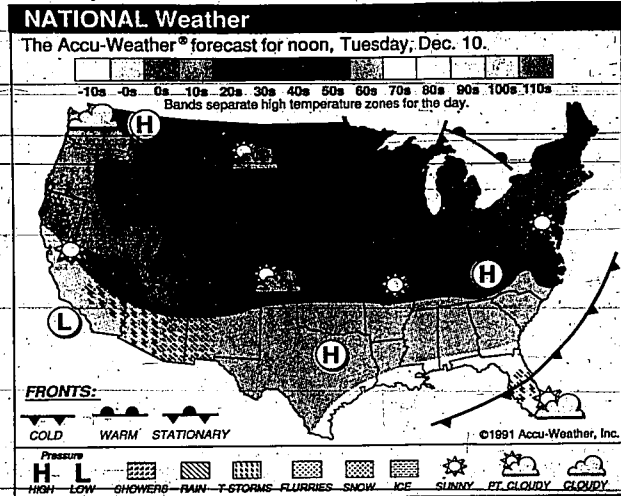 NATIONAL Weather
The Accu-Weather® forecast for noon, Tuesday, Dec. 10.
-10s -0s 0s 10s 20s 30s 40s 50s 60s 70s 80s 90s 100s 110s
Bands separate high temperature zones for the day.
H
H
L
H
FRONTS:
COLD WARM STATIONARY
©1991 Accu-Weather, Inc.
Pressure
H L
HIGH LOW SHOWERS RAIN T-STORMS FLURRIES SNOW ICE SUNNY PT. CLOUDY CLOUDY